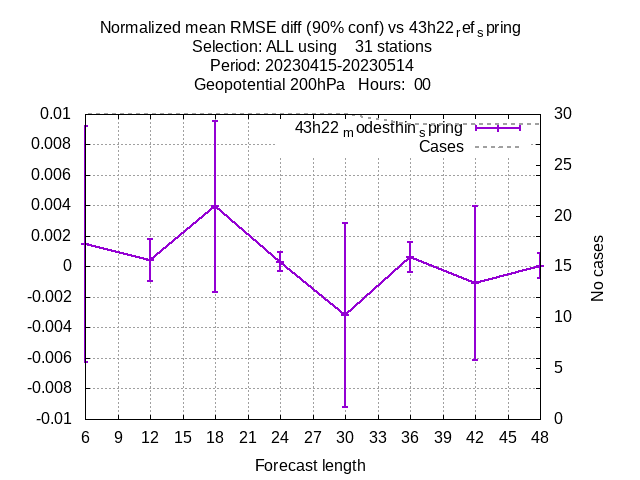 Normalized mean RMSE diff (90% conf) vs 43h22ref spring
Selection: ALL using 31 stations
Period: 20230415-20230514
Geopotential 200hPa Hours: 00
43h22modesthinspring
Cases
0.01
0.008
0.006
0.004
0.002
0
-0.002
-0.004
-0.006
-0.008
-0.01
30
25
20
15
10
5
0
No cases
6 9 12 15 18 21 24 27 30 33 36 39 42 45 48
Forecast length